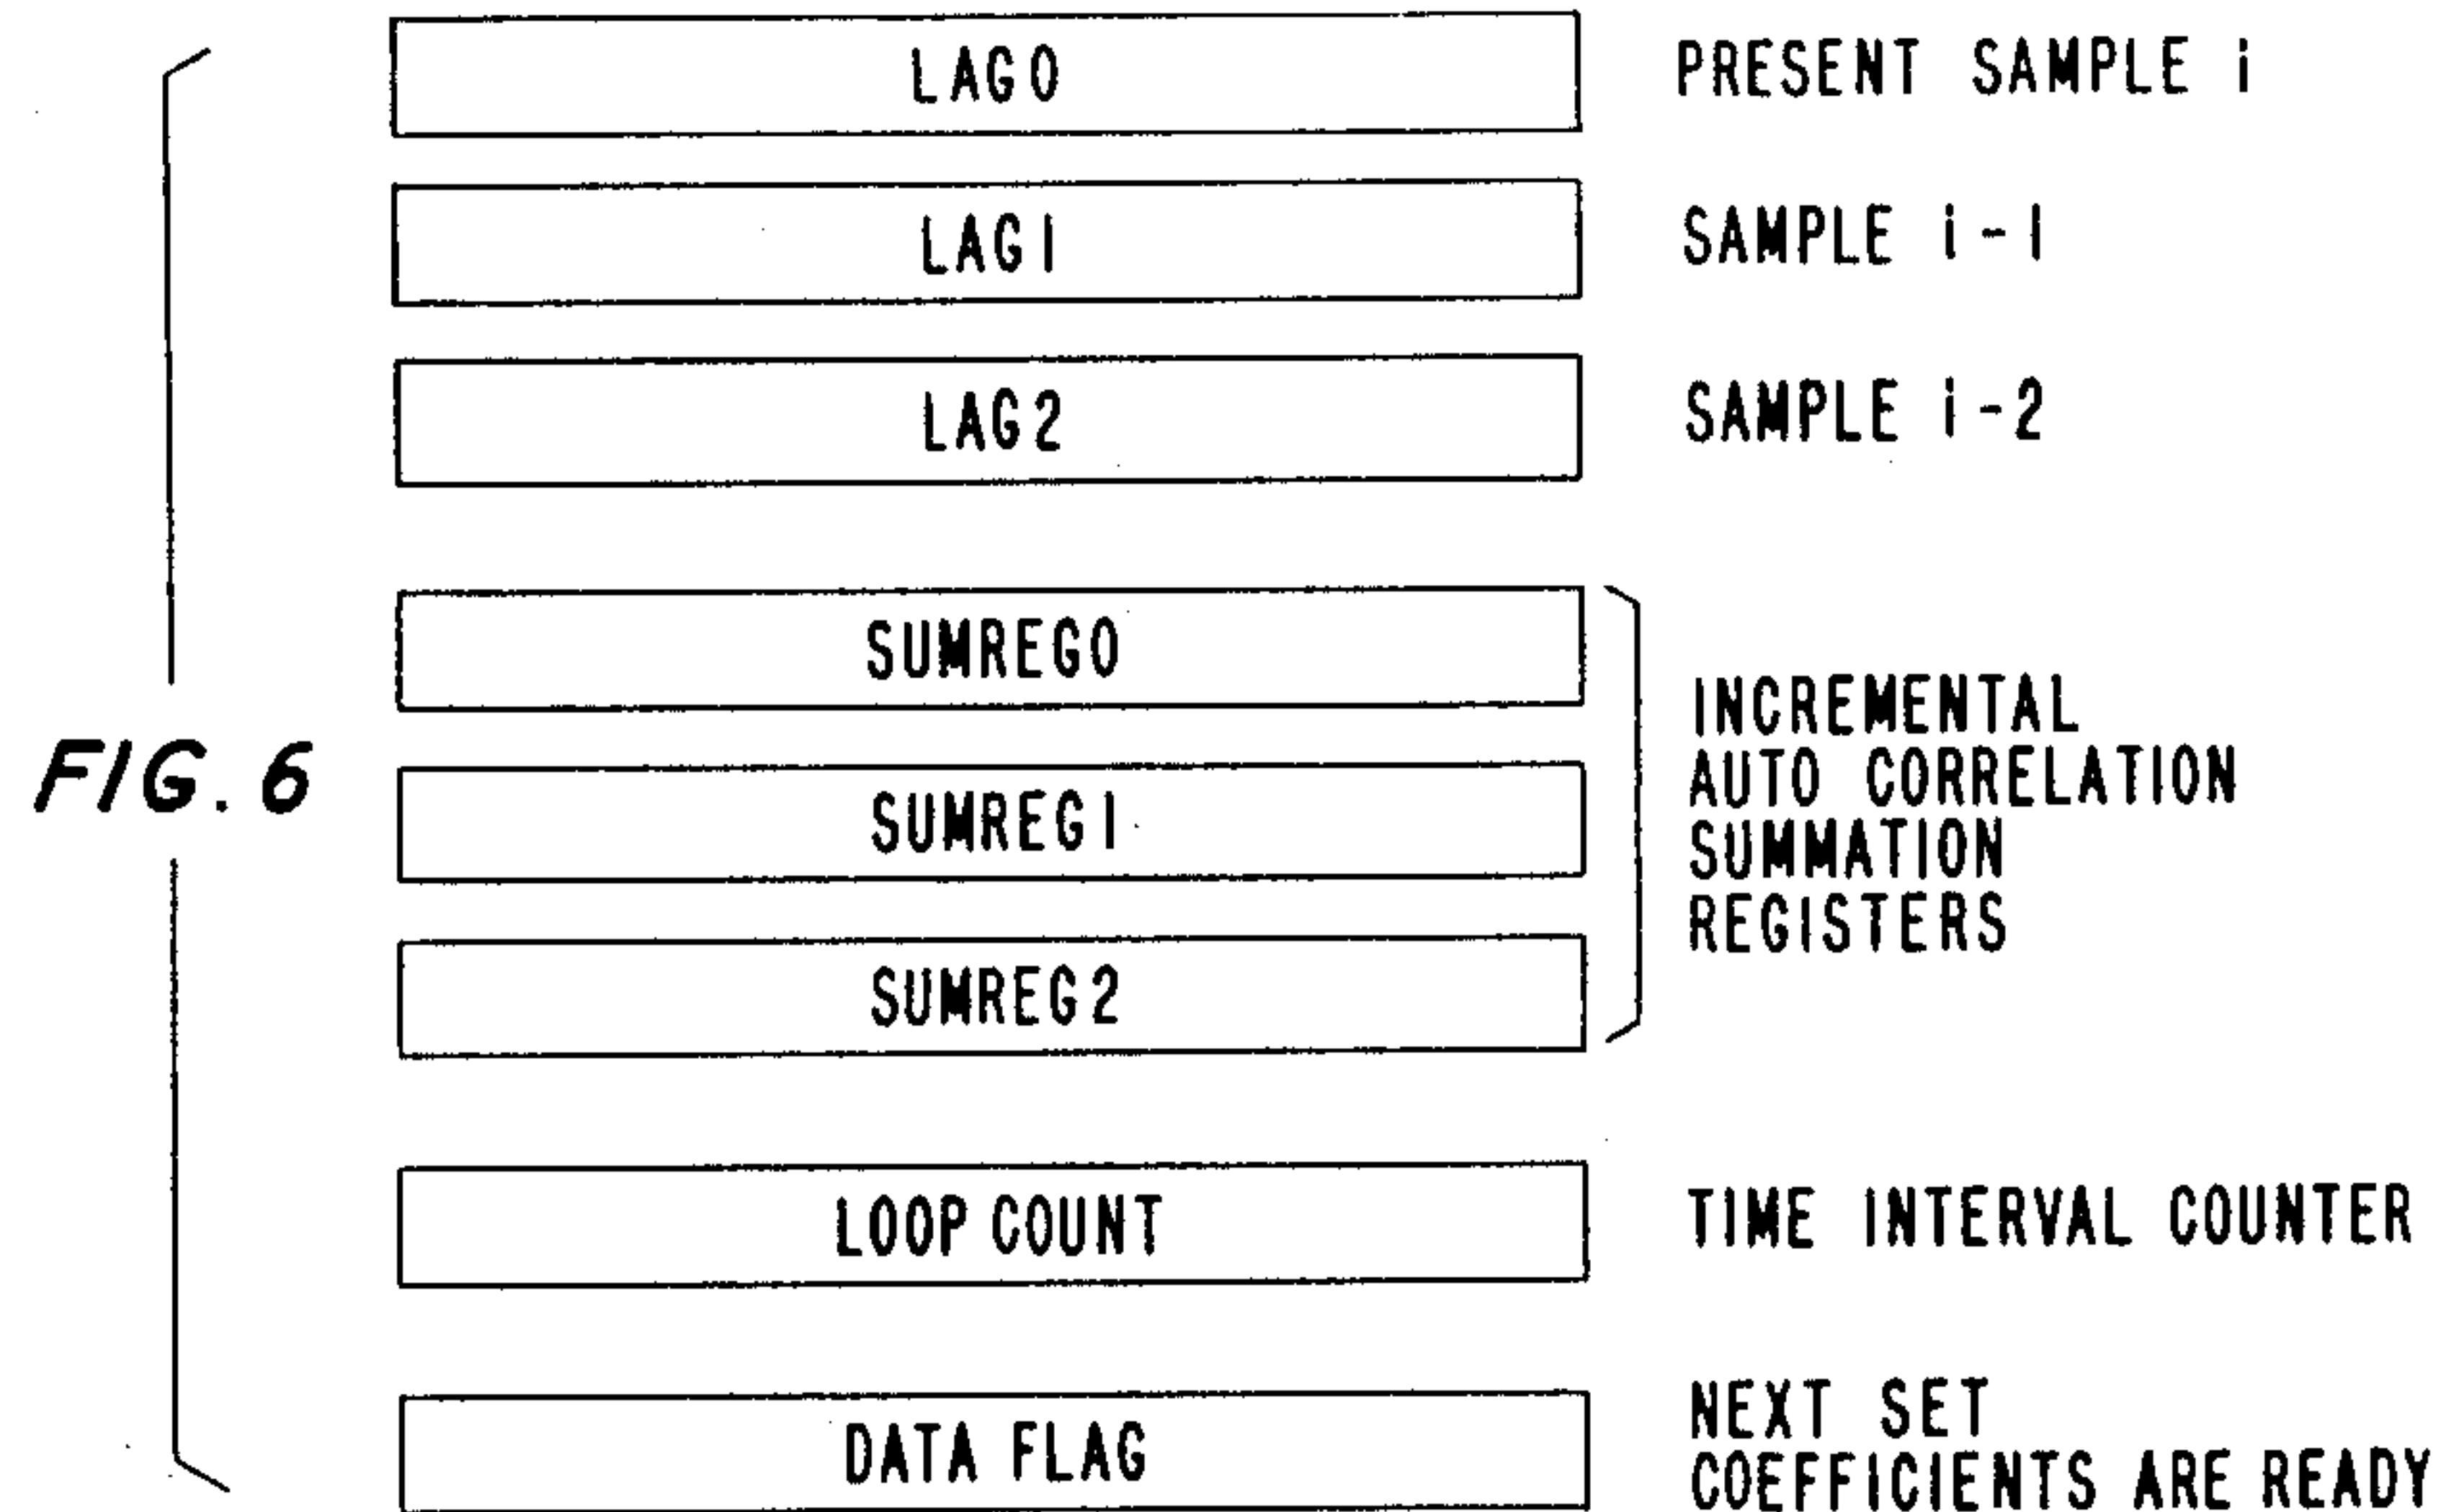 LAG0 PRESENT SAMPLE i
LAG1 SAMPLE i-1
LAG2 SAMPLE i-2
SUMREG0
SUMREG1
SUMREG2
INCREMENTAL
AUTO CORRELATION
SUMMATION
REGISTERS
FIG. 6
LOOP COUNT TIME INTERVAL COUNTER
DATA FLAG
NEXT SET
COEFFICIENTS ARE READY